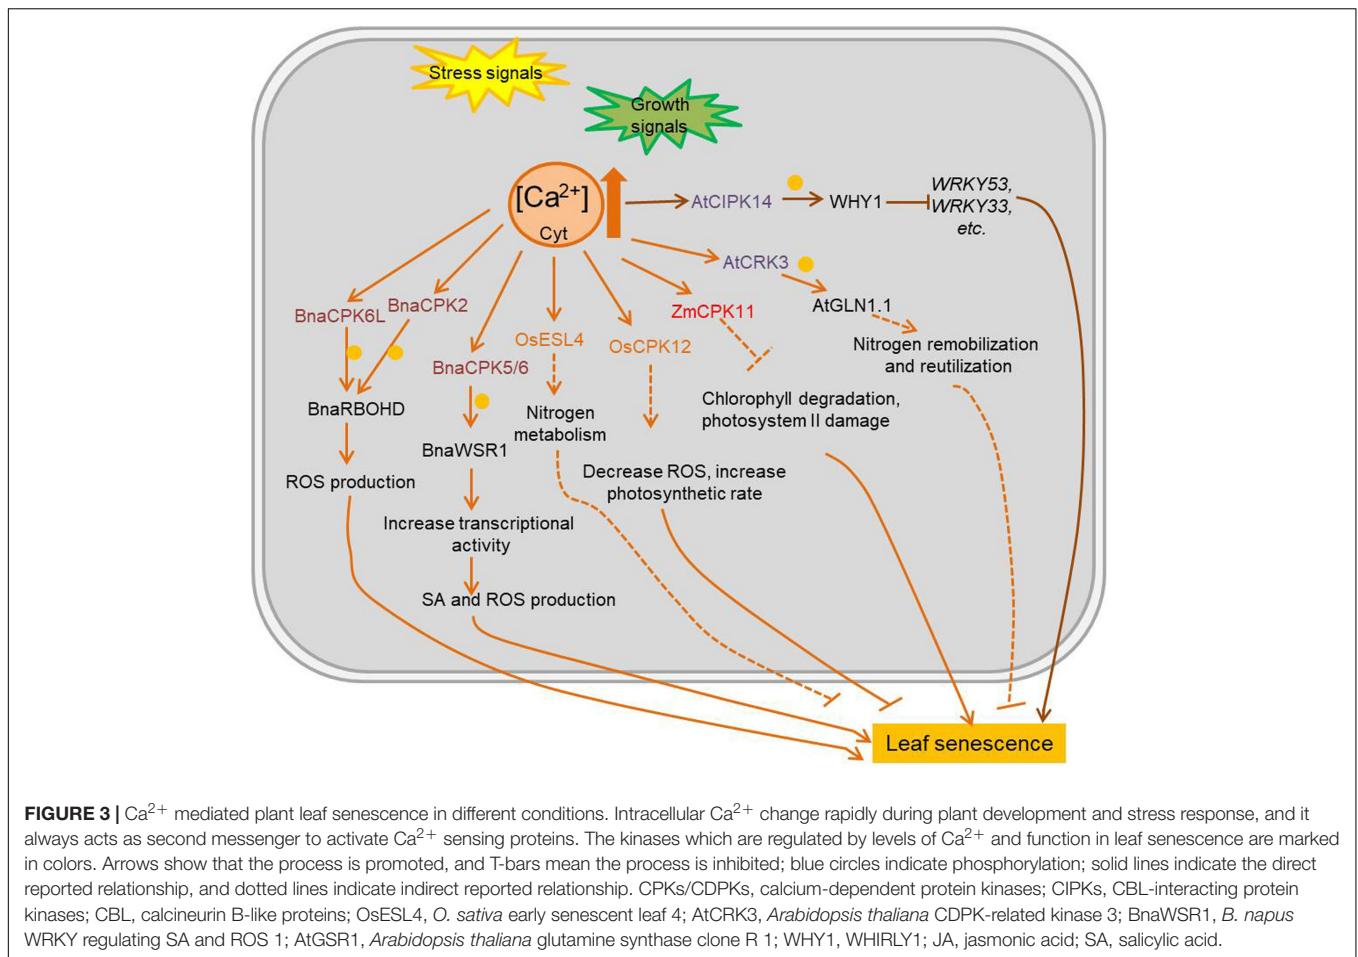 Stress signals
Growth
signals
[Ca2+]
Cyt
AtCIPK14
WHY1
WRKY53,
WRKY33,
etc.
AtCRK3
AtGLN1.1
Nitrogen remobilization
and reutilization
BnaCPK6L
BnaCPK2
ZmCPK11
OsESL4
OsCPK12
BnaCPK5/6
Chlorophyll degradation,
photosystem II damage
BnaRBOHD
Nitrogen
metabolism
BnaWSR1
Decrease ROS, increase
photosynthetic rate
ROS production
Increase transcriptional
activity
SA and ROS production
Leaf senescence
FIGURE 3 | Ca2+ mediated plant leaf senescence in different conditions. Intracellular Ca2+ change rapidly during plant development and stress response, and it
always acts as second messenger to activate Ca2+ sensing proteins. The kinases which are regulated by levels of Ca2+ and function in leaf senescence are marked
in colors. Arrows show that the process is promoted, and T-bars mean the process is inhibited; blue circles indicate phosphorylation; solid lines indicate the direct
reported relationship, and dotted lines indicate indirect reported relationship. CPKs/CDPKs, calcium-dependent protein kinases; CIPKs, CBL-interacting protein
kinases; CBL, calcineurin B-like proteins; OsESL4, O. sativa early senescent leaf 4; AtCRK3, Arabidopsis thaliana CDPK-related kinase 3; BnaWSR1, B. napus
WRKY regulating SA and ROS 1; AtGSR1, Arabidopsis thaliana glutamine synthase clone R 1; WHY1, WHIRLY1; JA, jasmonic acid; SA, salicylic acid.